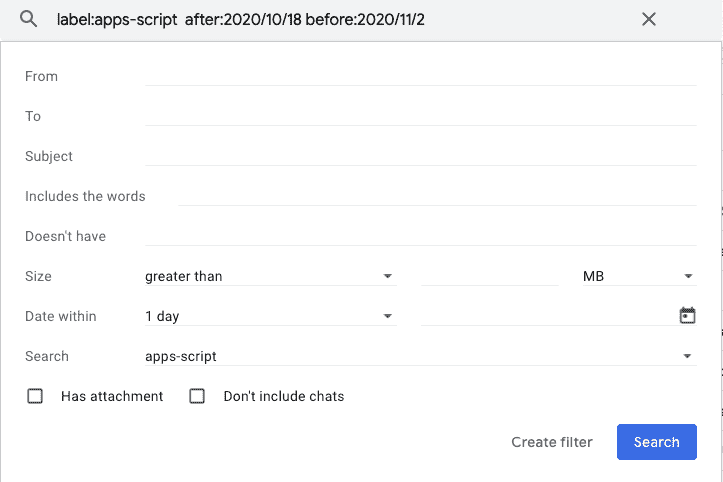 label:apps-script  after:2020/10/18 before:2020/11/2
From
To
Subject
Includes the words
Doesn't have
Size greater than MB
Date within 1 day
Search apps-script
Has attachment Don't include chats
Create filter Search